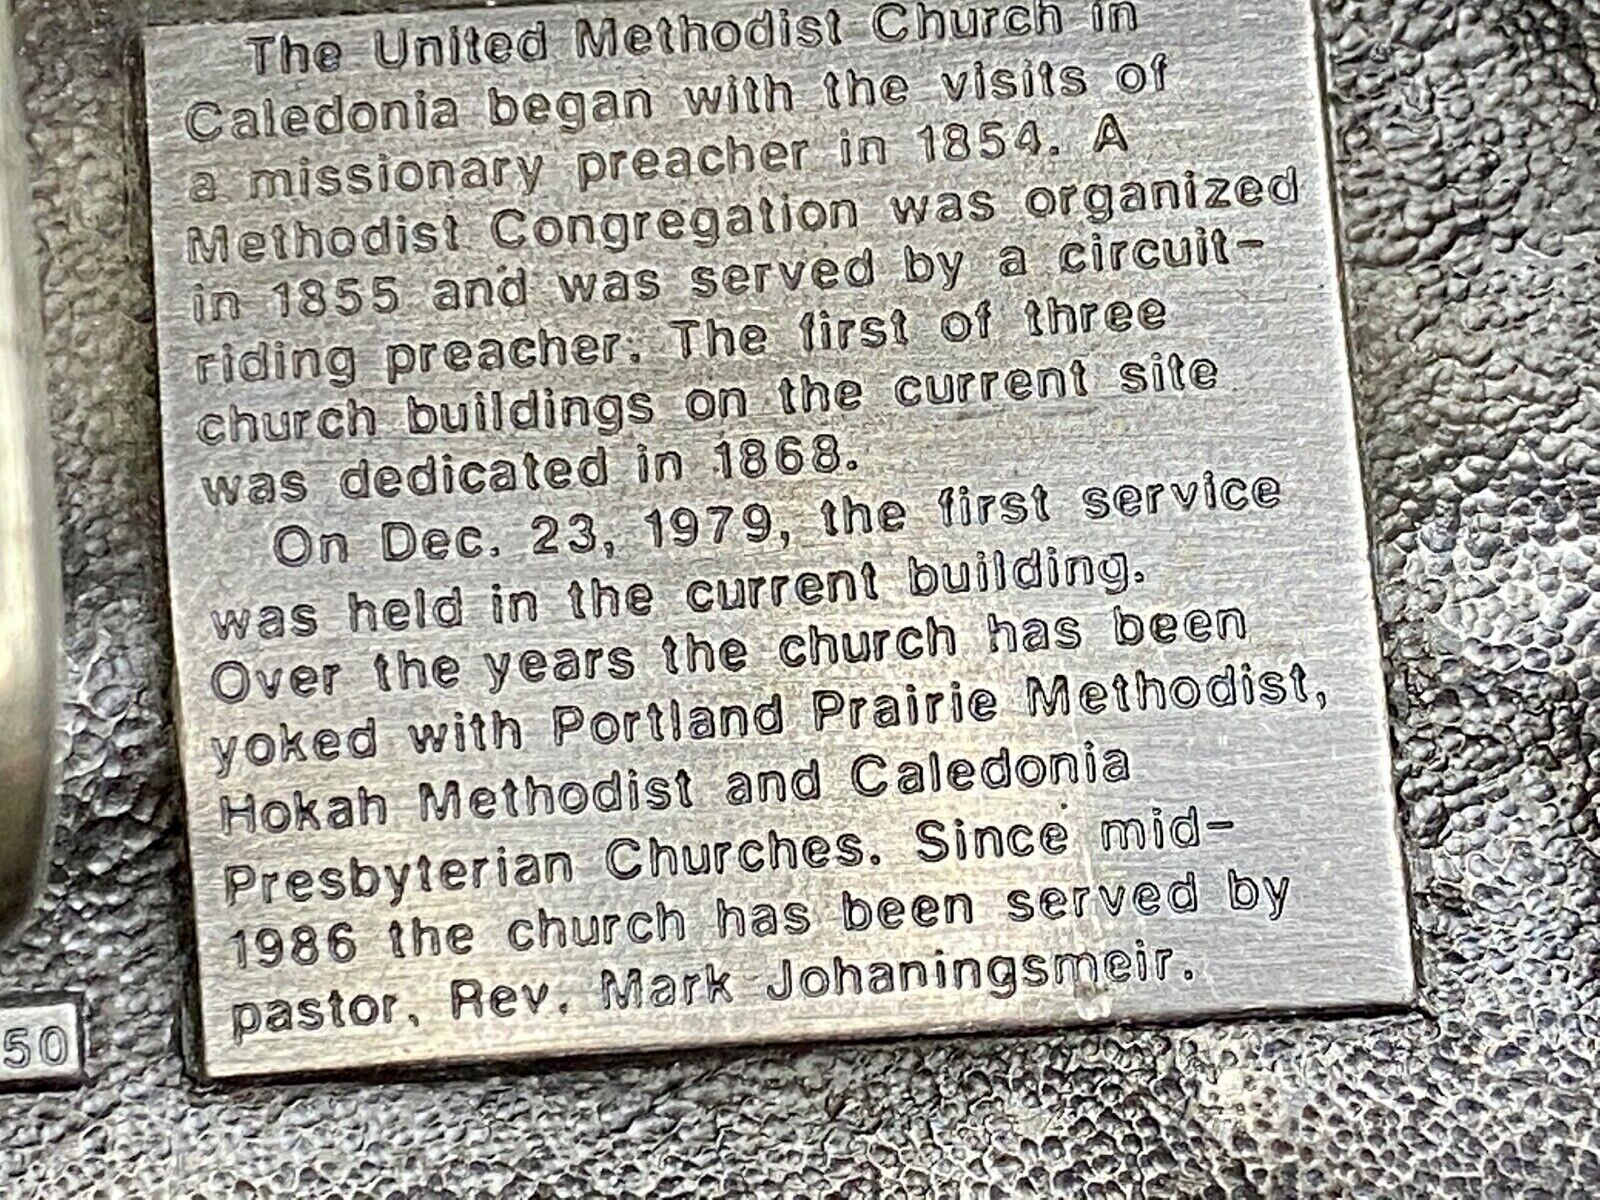 The United Methodist Church in
Caledonia began with the visits of
a missionary preacher in 1854. A
Methodist Congregation was organized
in 1855 and was served by a circuit-
riding preacher. The first of three
church buildings on the current site
was dedicated in 1868.
On Dec. 23, 1979, the first service
was held in the current building.
Over the years the church has been
yoked with Portland Prairie Methodist,
Hokah Methodist and Caledonia
Presbyterian Churches. Since mid-
1986 the church has been served by
pastor, Rev. Mark Johaningsmeir.
50